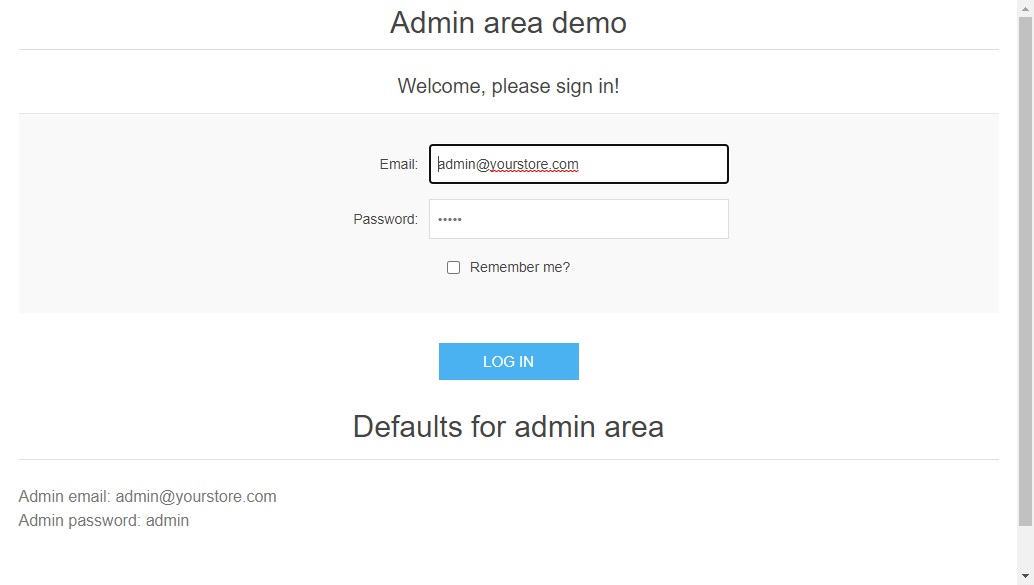 Admin area demo
Welcome, please sign in!
Email: admin@yourstore.com
Password: •••••
Remember me?
LOG IN
Defaults for admin area
Admin email: admin@yourstore.com
Admin password: admin